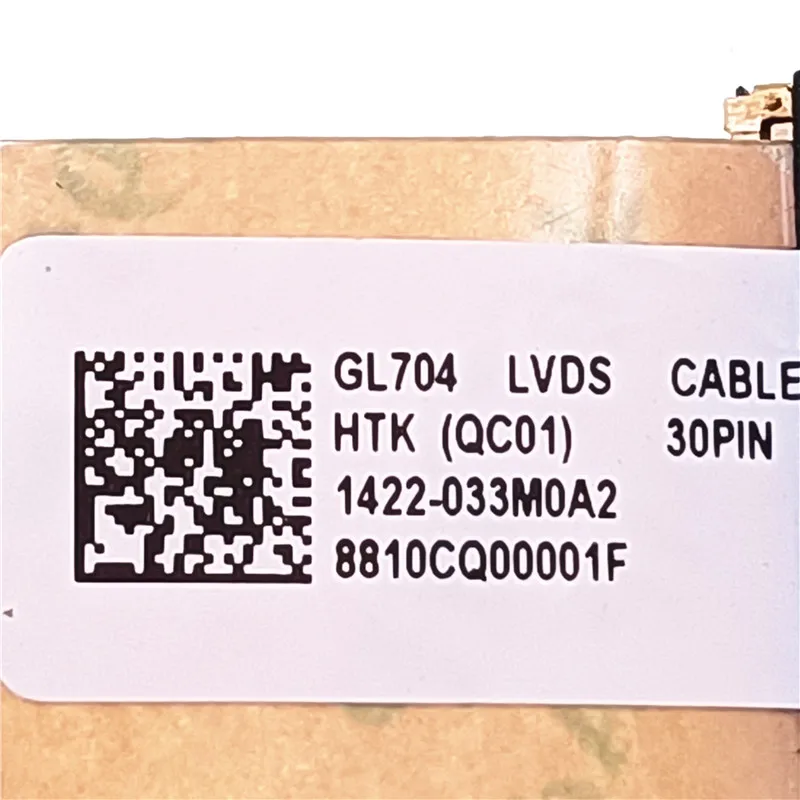 GL704 LVDS CABLE
HTK (QC01) 30PIN
1422-033M0A2
8810CQ00001F